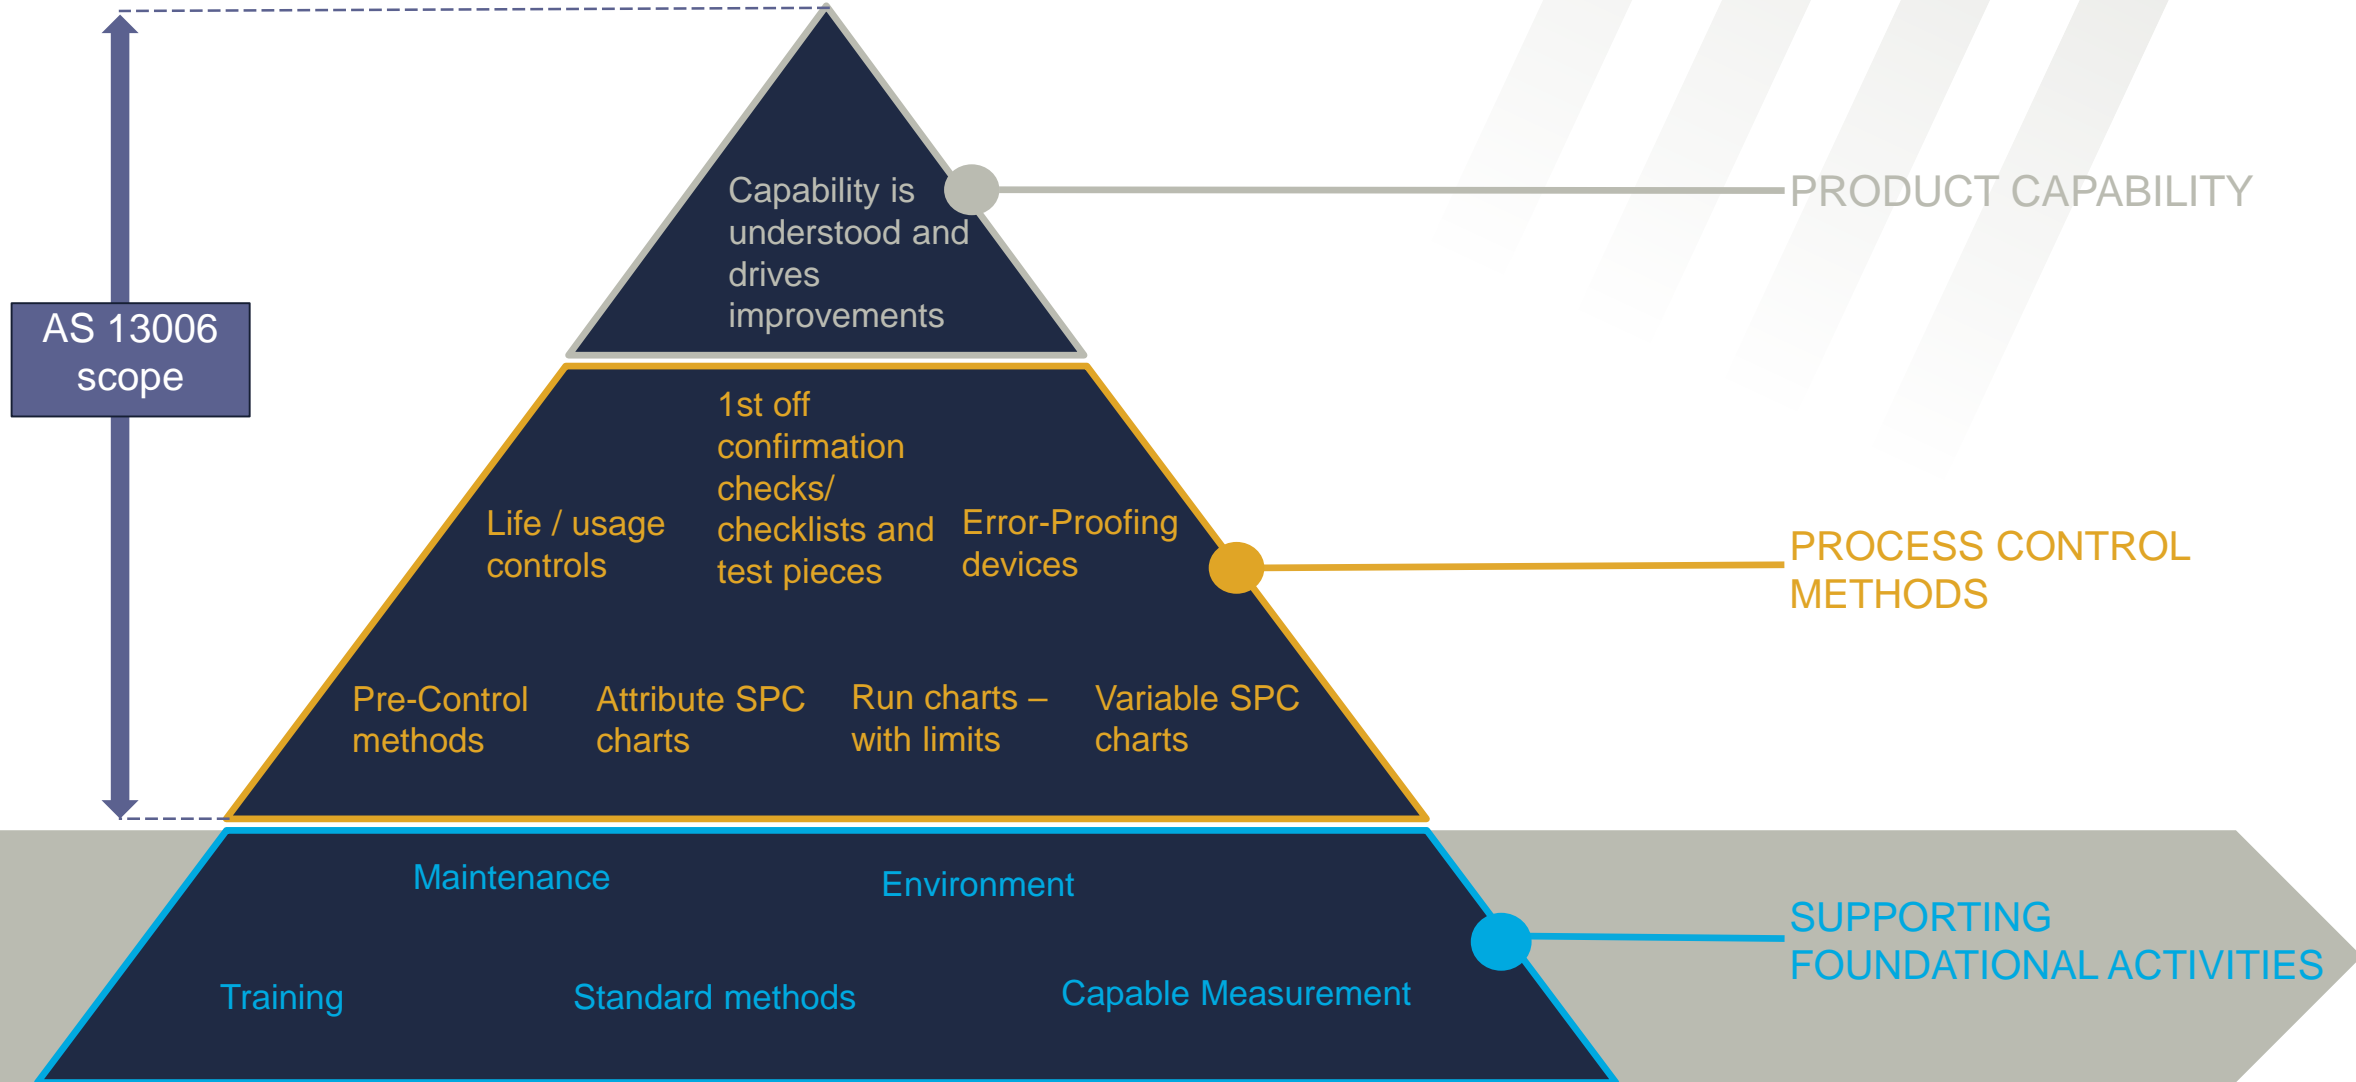 Capability is
understood and
drives
improvements
PRODUCT CAPABILITY
AS 13006
scope
1st off
confirmation
checks/
checklists and
test pieces
Life / usage
controls
Error-Proofing
devices
PROCESS CONTROL
METHODS
Pre-Control
methods
Attribute SPC
charts
Run charts –
with limits
Variable SPC
charts
Maintenance
Environment
SUPPORTING
FOUNDATIONAL ACTIVITIES
Training
Standard methods
Capable Measurement